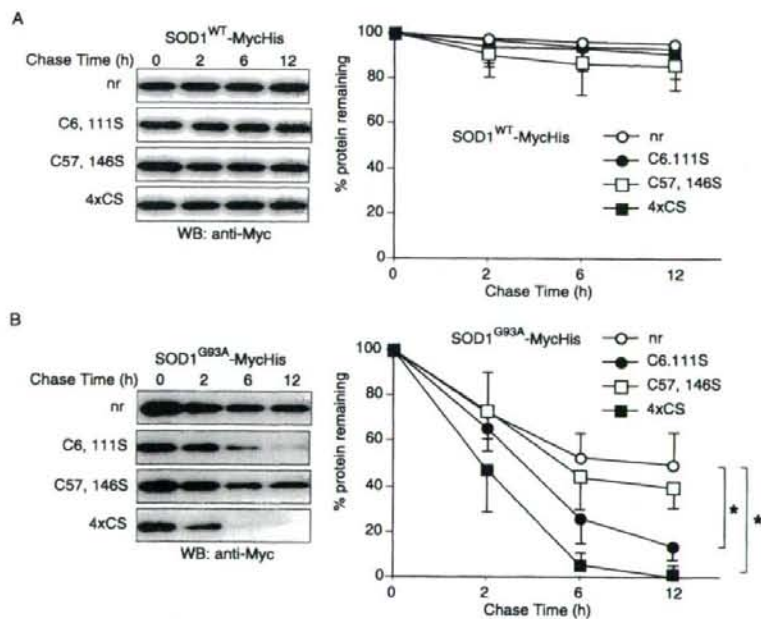 A
SOD1WT-MycHis
Chase Time (h) 0 2 6 12
nr
C6, 111S
C57, 146S
4xCS
WB: anti-Myc
% protein remaining
100
80
60
40
20
0
0 2 6 12
Chase Time (h)
SOD1WT-MycHis
nr
C6.111S
C57, 146S
4xCS
B
SOD1G93A-MycHis
Chase Time (h) 0 2 6 12
nr
C6, 111S
C57, 146S
4xCS
WB: anti-Myc
% protein remaining
100
80
60
40
20
0
0 2 6 12
Chase Time (h)
SOD1G93A-MycHis
nr
C6.111S
C57, 146S
4xCS
* *